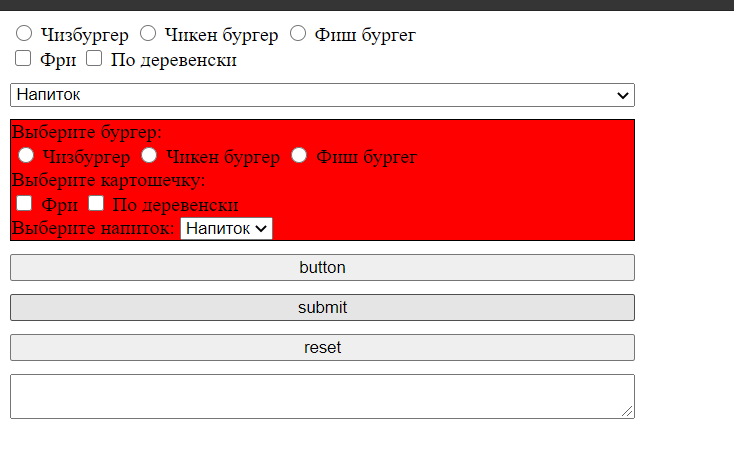 Чизбургер Чикен бургер Фиш бургег
Фри По деревенски
Напиток
Выберите бургер:
Чизбургер Чикен бургер Фиш бургег
Выберите картошечку:
Фри По деревенски
Выберите напиток: Напиток
button
submit
reset